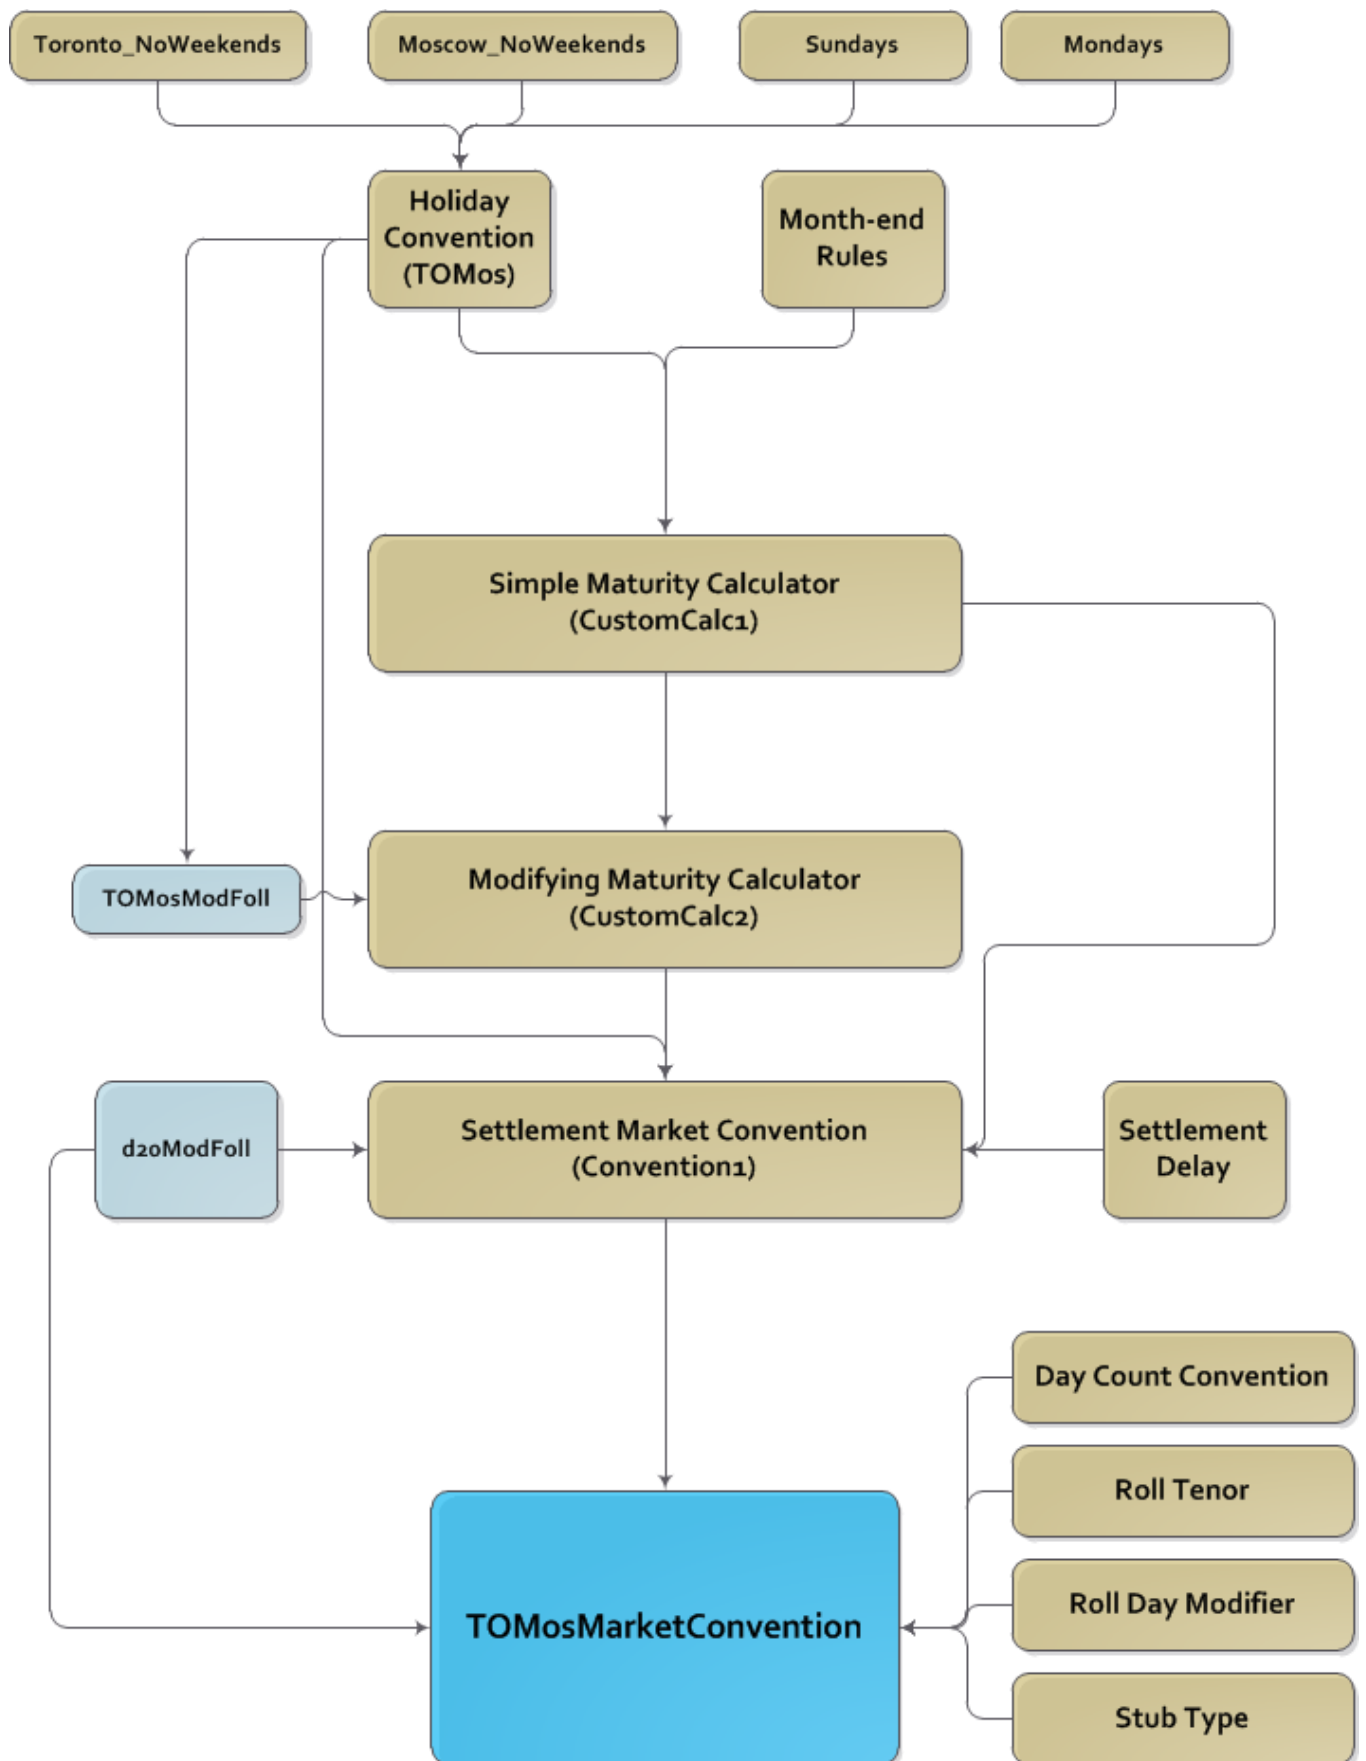 Toronto_NoWeekends
Moscow_NoWeekends
Sundays
Mondays
Holiday
Convention
(TOMos)
Month-end
Rules
Simple Maturity Calculator
(CustomCalc1)
TOMosModFoll
Modifying Maturity Calculator
(CustomCalc2)
d20ModFoll
Settlement Market Convention
(Convention1)
Settlement
Delay
Day Count Convention
Roll Tenor
Roll Day Modifier
TOMosMarketConvention
Stub Type